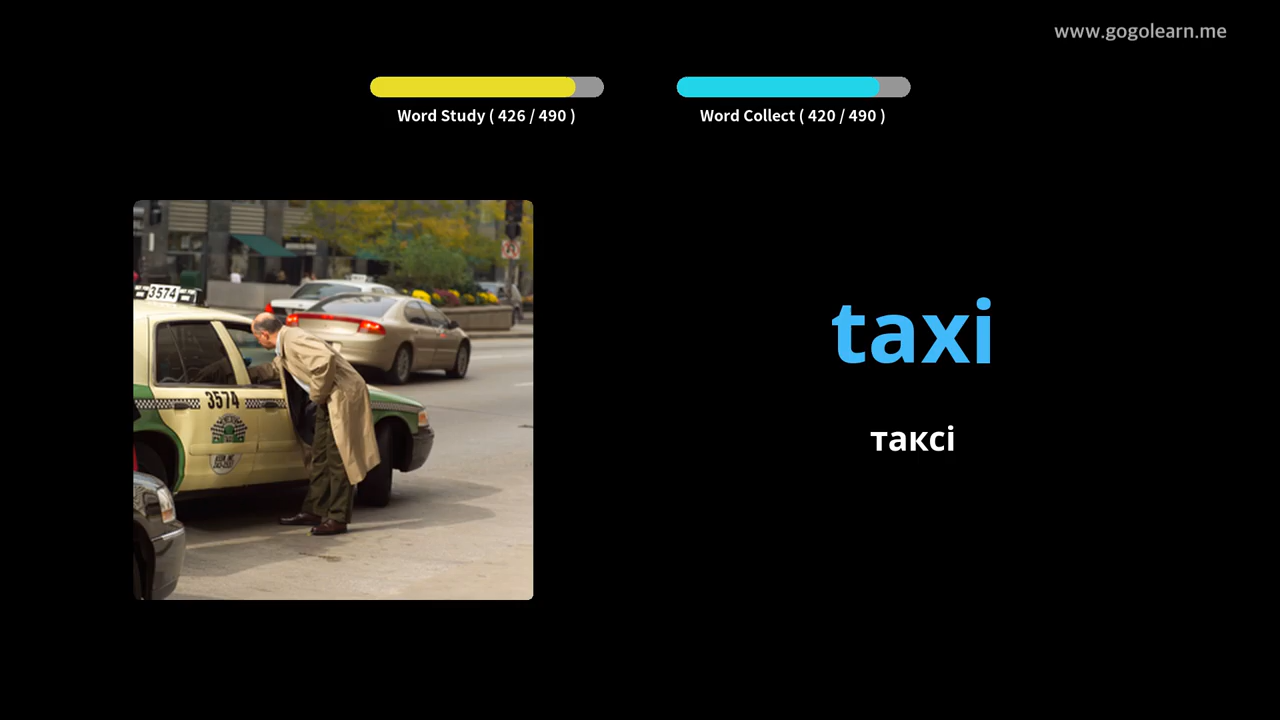 www.gogolearn.me
Word Study ( 426 / 490 )
Word Collect ( 420 / 490 )
3574
3574
taxi
таксі